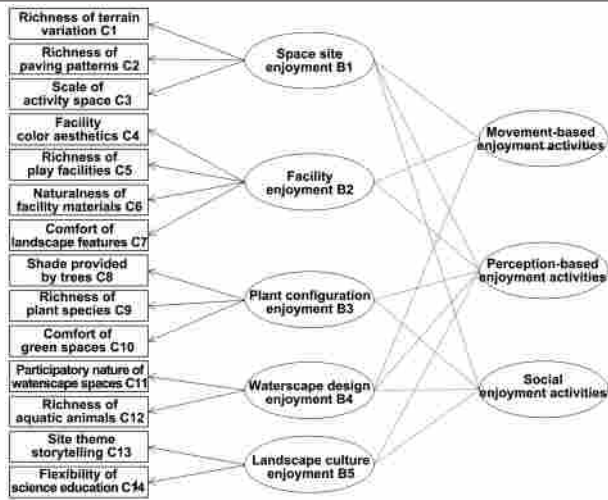 Richness of terrain
variation C1
Richness of
paving patterns C2
Scale of
activity space C3
Facility
color aesthetics C4
Richness of
play facilities C5
Naturalness of
facility materials C6
Comfort of
landscape features C7
Shade provided
by trees C8
Richness of
plant species C9
Comfort of
green spaces C10
Participatory nature of
waterscape spaces C11
Richness of
aquatic animals C12
Site theme
storytelling C13
Flexibility of
science education C14
Space site
enjoyment B1
Facility
enjoyment B2
Plant configuration
enjoyment B3
Waterscape design
enjoyment B4
Landscape culture
enjoyment B5
Movement-based
enjoyment activities
Perception-based
enjoyment activities
Social
enjoyment activities